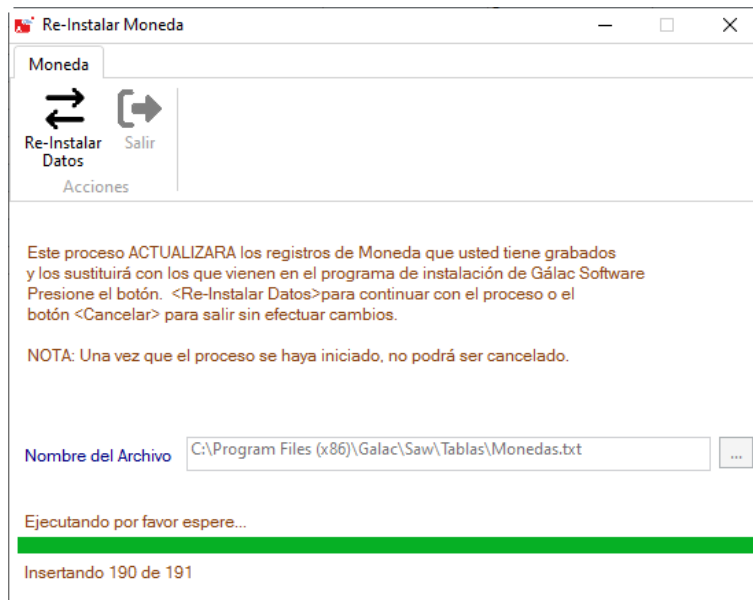 Re-Instalar Moneda
Moneda
Re-Instalar
Datos
Salir
Acciones
Este proceso ACTUALIZARA los registros de Moneda que usted tiene grabados
y los sustituirá con los que vienen en el programa de instalación de Gálac Software
Presione el botón.  <Re-Instalar Datos>para continuar con el proceso o el
botón <Cancelar> para salir sin efectuar cambios.
NOTA: Una vez que el proceso se haya iniciado, no podrá ser cancelado.
Nombre del Archivo C:\Program Files (x86)\Galac\Saw\Tablas\Monedas.txt ...
Ejecutando por favor espere...
Insertando 190 de 191